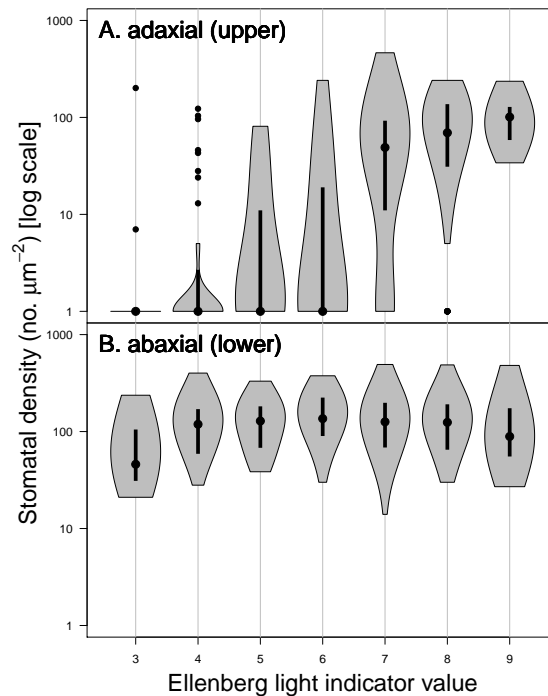 Stomatal density (no. μm⁻²) [log scale]
A. adaxial (upper)
1000
100
10
1
B. abaxial (lower)
1000
100
10
1
3 4 5 6 7 8 9
Ellenberg light indicator value